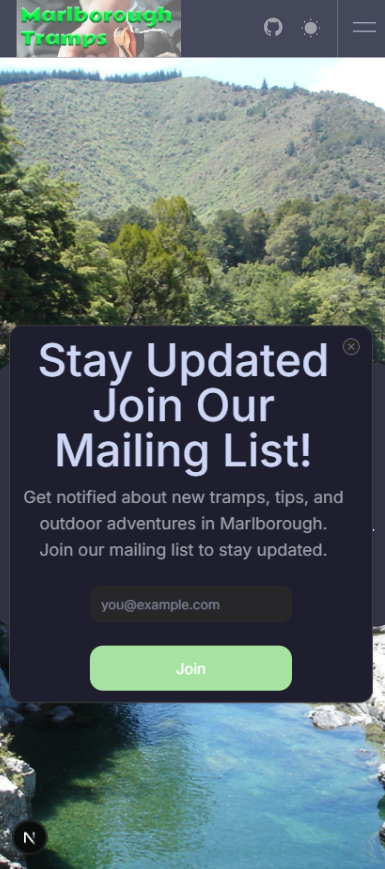 Marlborough
Tramps
Stay Updated
Join Our
Mailing List!
Get notified about new tramps, tips, and
outdoor adventures in Marlborough.
Join our mailing list to stay updated.
you@example.com
Join
N